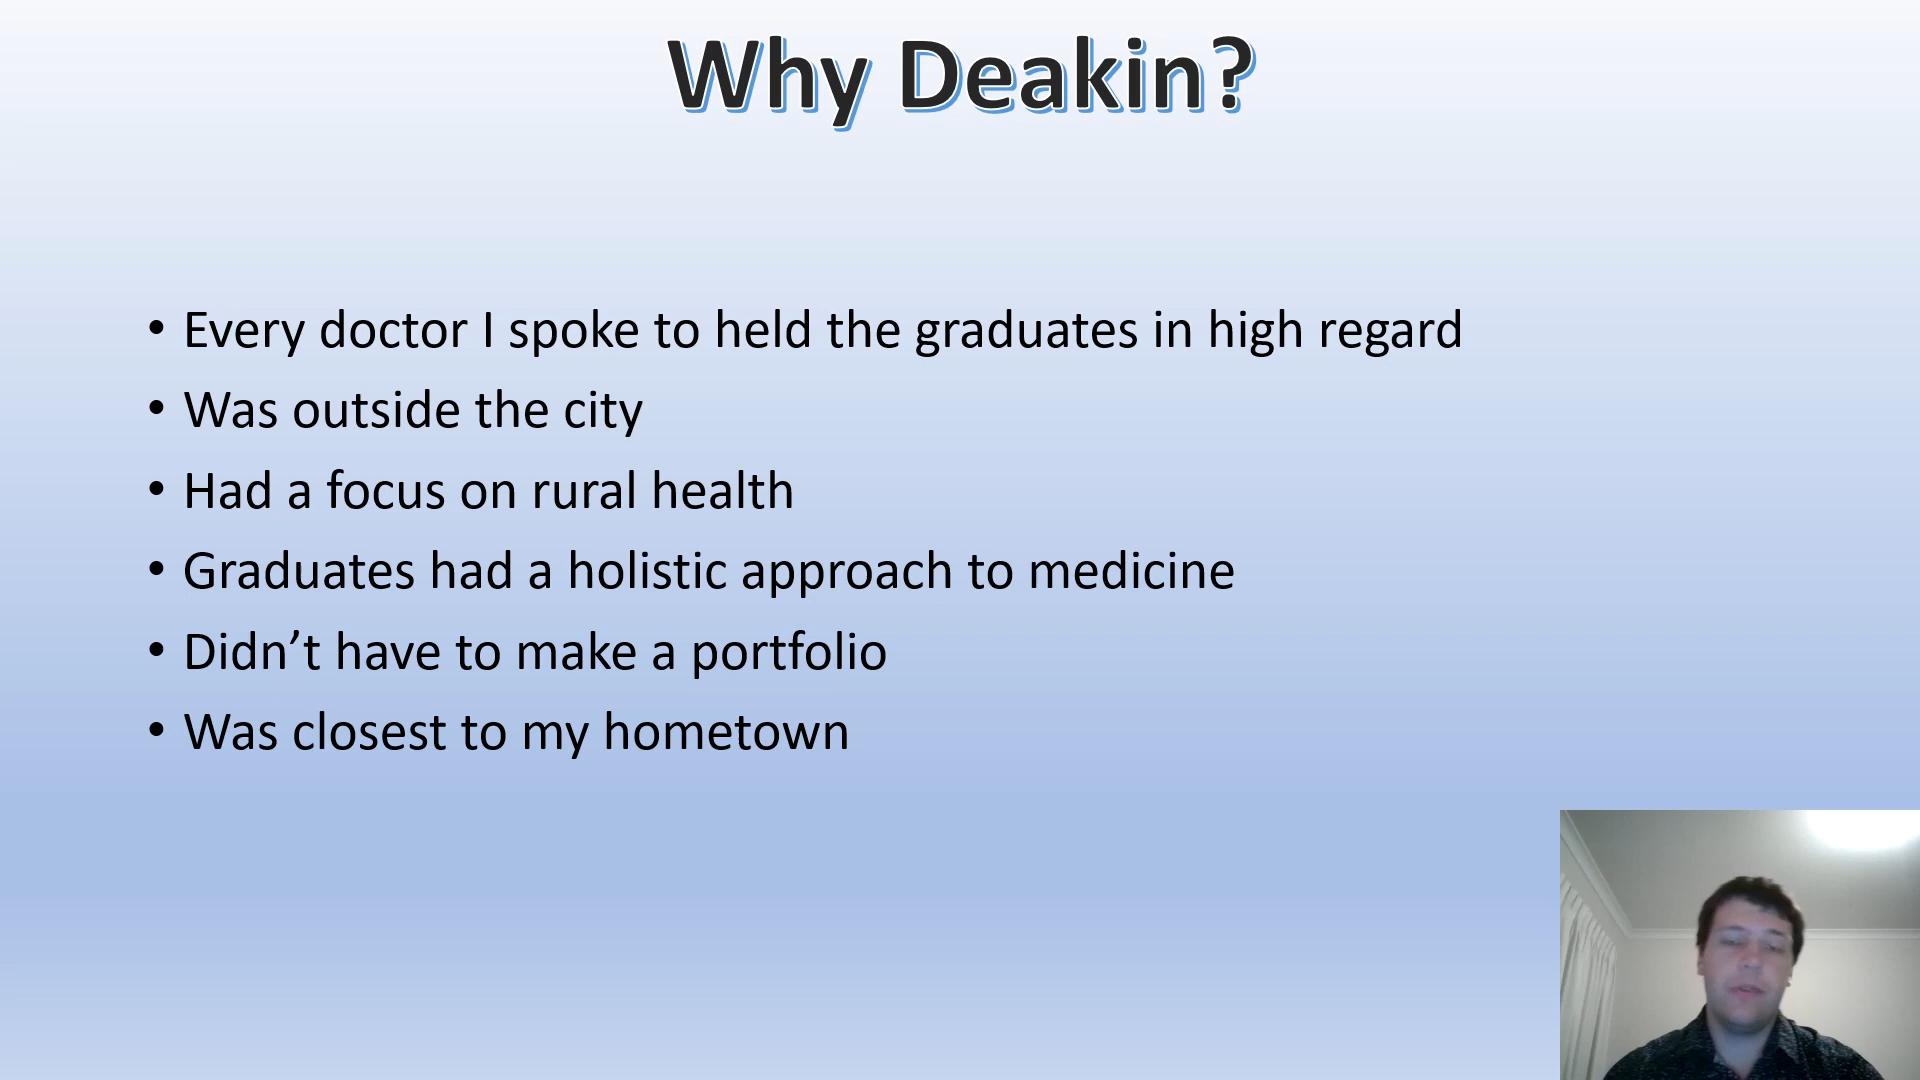 Why Deakin?
• Every doctor I spoke to held the graduates in high regard
• Was outside the city
• Had a focus on rural health
• Graduates had a holistic approach to medicine
• Didn’t have to make a portfolio
• Was closest to my hometown